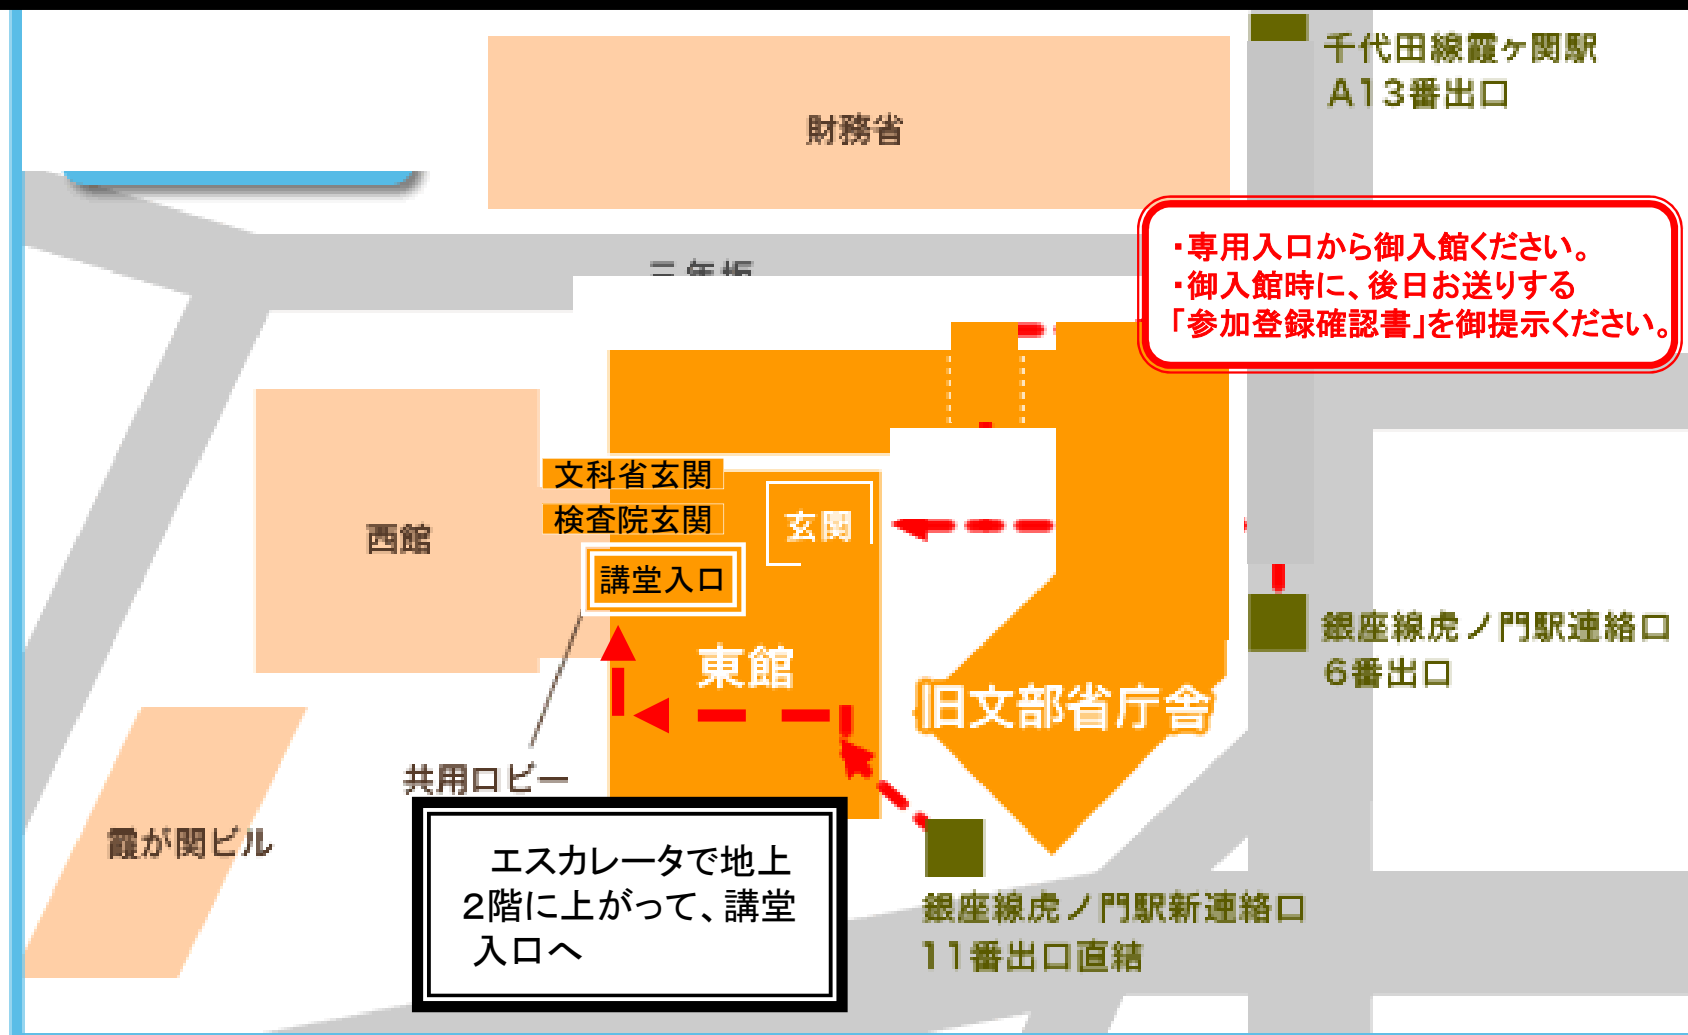 千代田線霞ヶ関駅
A13番出口
財務省
・専用入口から御入館ください。
・御入館時に、後日お送りする
「参加登録確認書」を御提示ください。
三年坂
文科省玄関
検査院玄関
玄関
西館
講堂入口
東館
銀座線虎ノ門駅連絡口
6番出口
旧文部省庁舎
共用ロビー
霞が関ビル
エスカレータで地上
2階に上がって、講堂
入口へ
銀座線虎ノ門駅新連絡口
11番出口直結